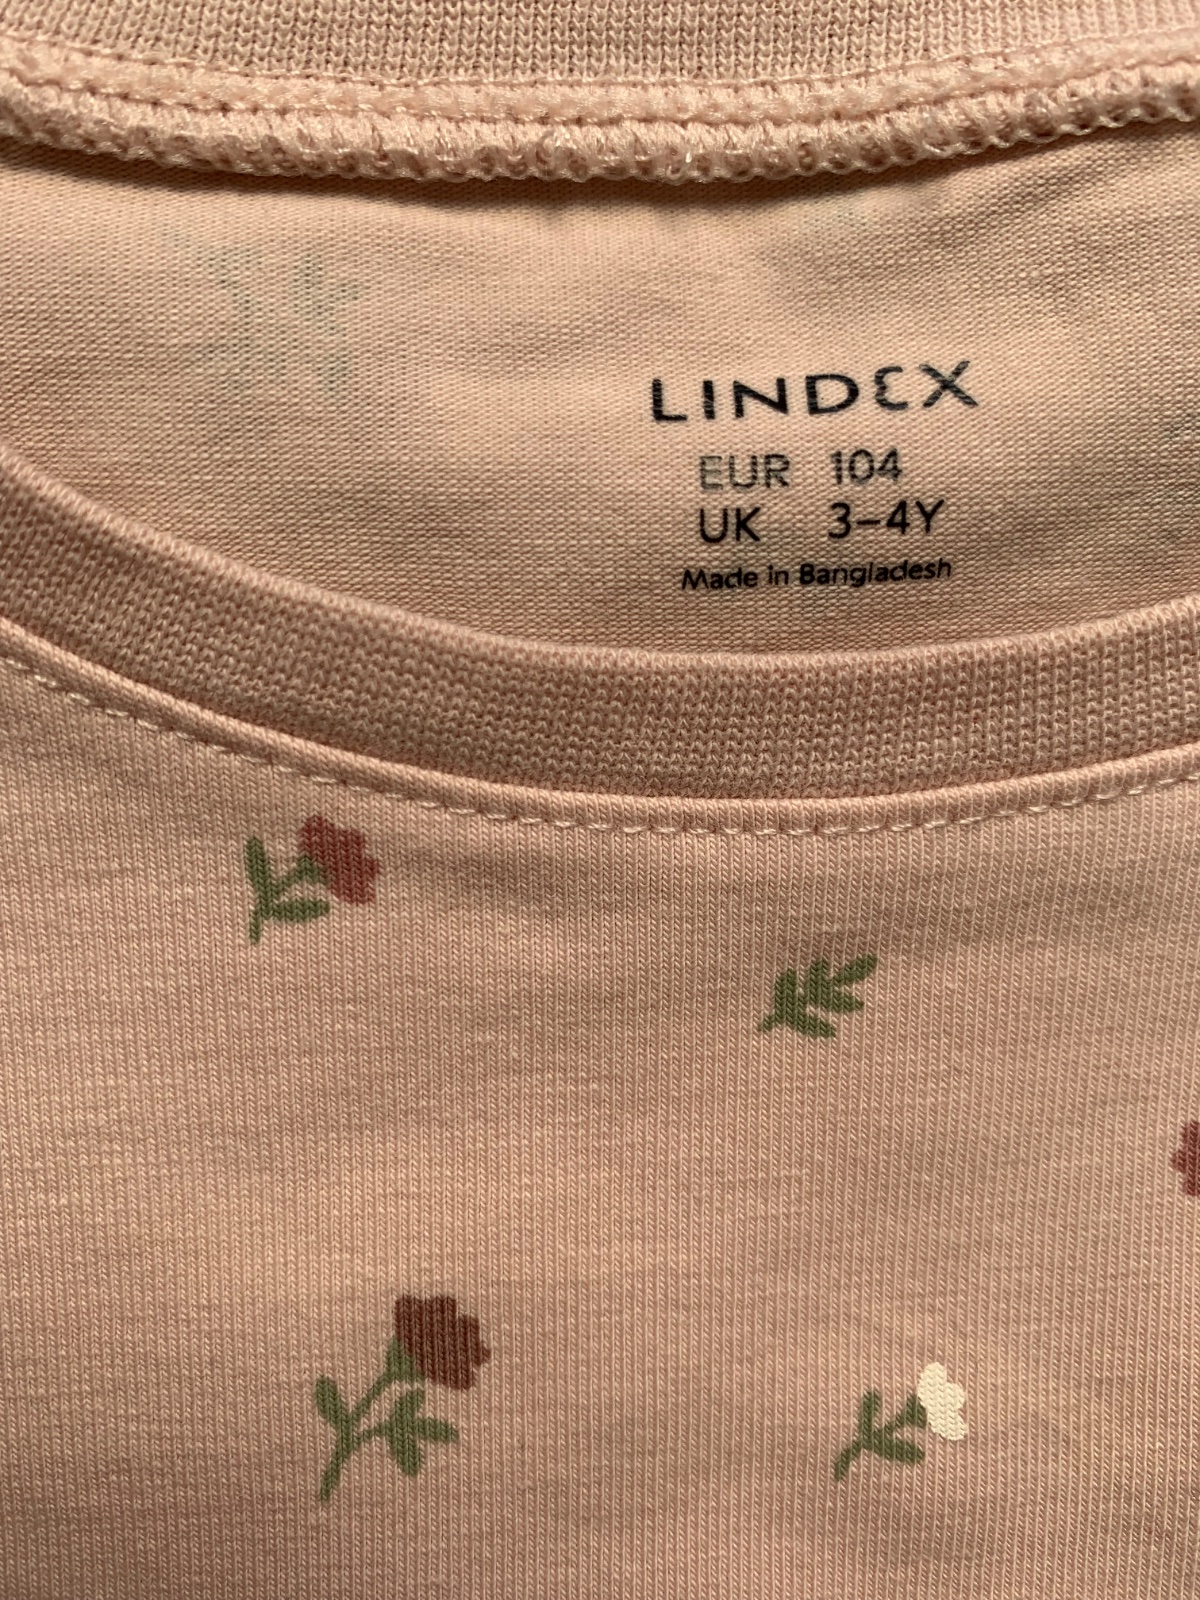 LINDEX
EUR 104
UK 3-4Y
Made in Bangladesh